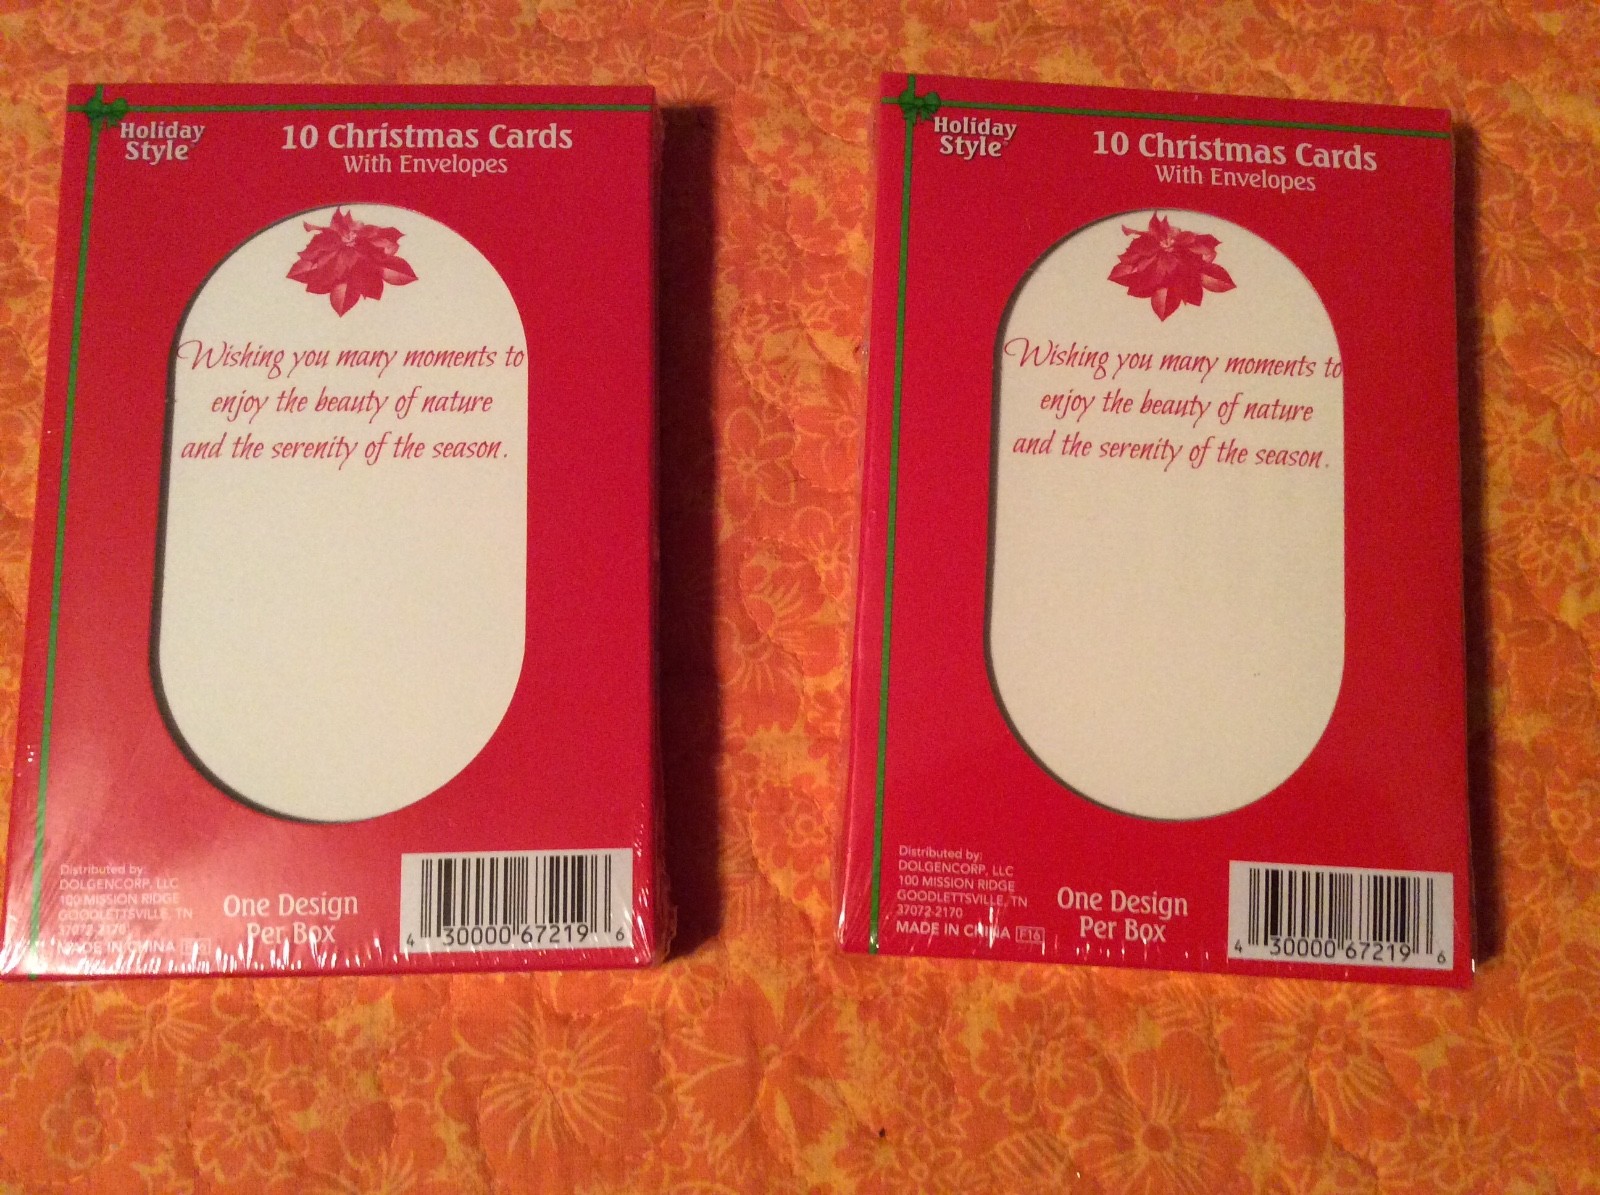 Holiday
Style
10 Christmas Cards
With Envelopes
Wishing you many moments to
enjoy the beauty of nature
and the serenity of the season.
Distributed by:
DOLGENCORP, LLC
100 MISSION RIDGE
GOODLETTSVILLE, TN
37072-2170
MADE IN CHINA F16
One Design
Per Box
4 30000 67219 6
Holiday
Style
10 Christmas Cards
With Envelopes
Wishing you many moments to
enjoy the beauty of nature
and the serenity of the season.
Distributed by:
DOLGENCORP, LLC
100 MISSION RIDGE
GOODLETTSVILLE, TN
37072-2170
MADE IN CHINA F16
One Design
Per Box
4 30000 67219 6